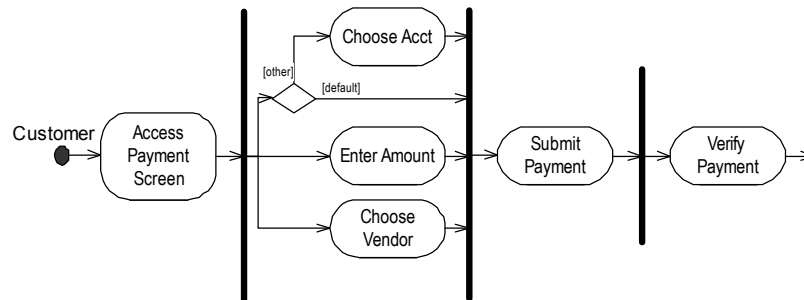 Customer
Access
Payment
Screen
[other]
[default]
Choose Acct
Enter Amount
Choose
Vendor
Submit
Payment
Verify
Payment